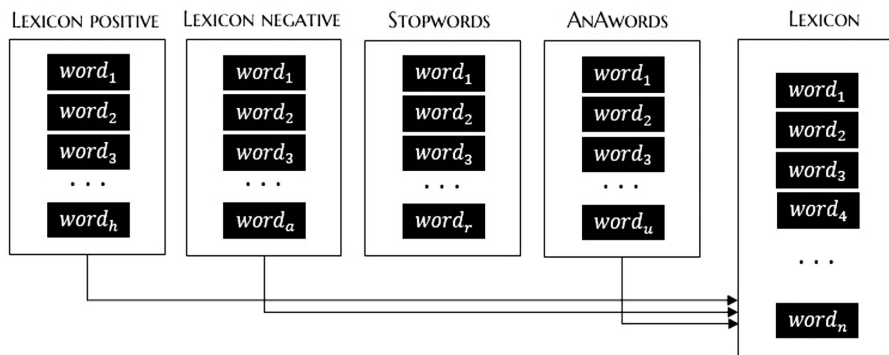 LEXICON POSITIVE
word₁
word₂
word₃
...
wordₕ
LEXICON NEGATIVE
word₁
word₂
word₃
...
wordₐ
STOPWORDS
word₁
word₂
word₃
...
wordᵣ
ANAWORDS
word₁
word₂
word₃
...
wordᵤ
LEXICON
word₁
word₂
word₃
word₄
...
wordₙ